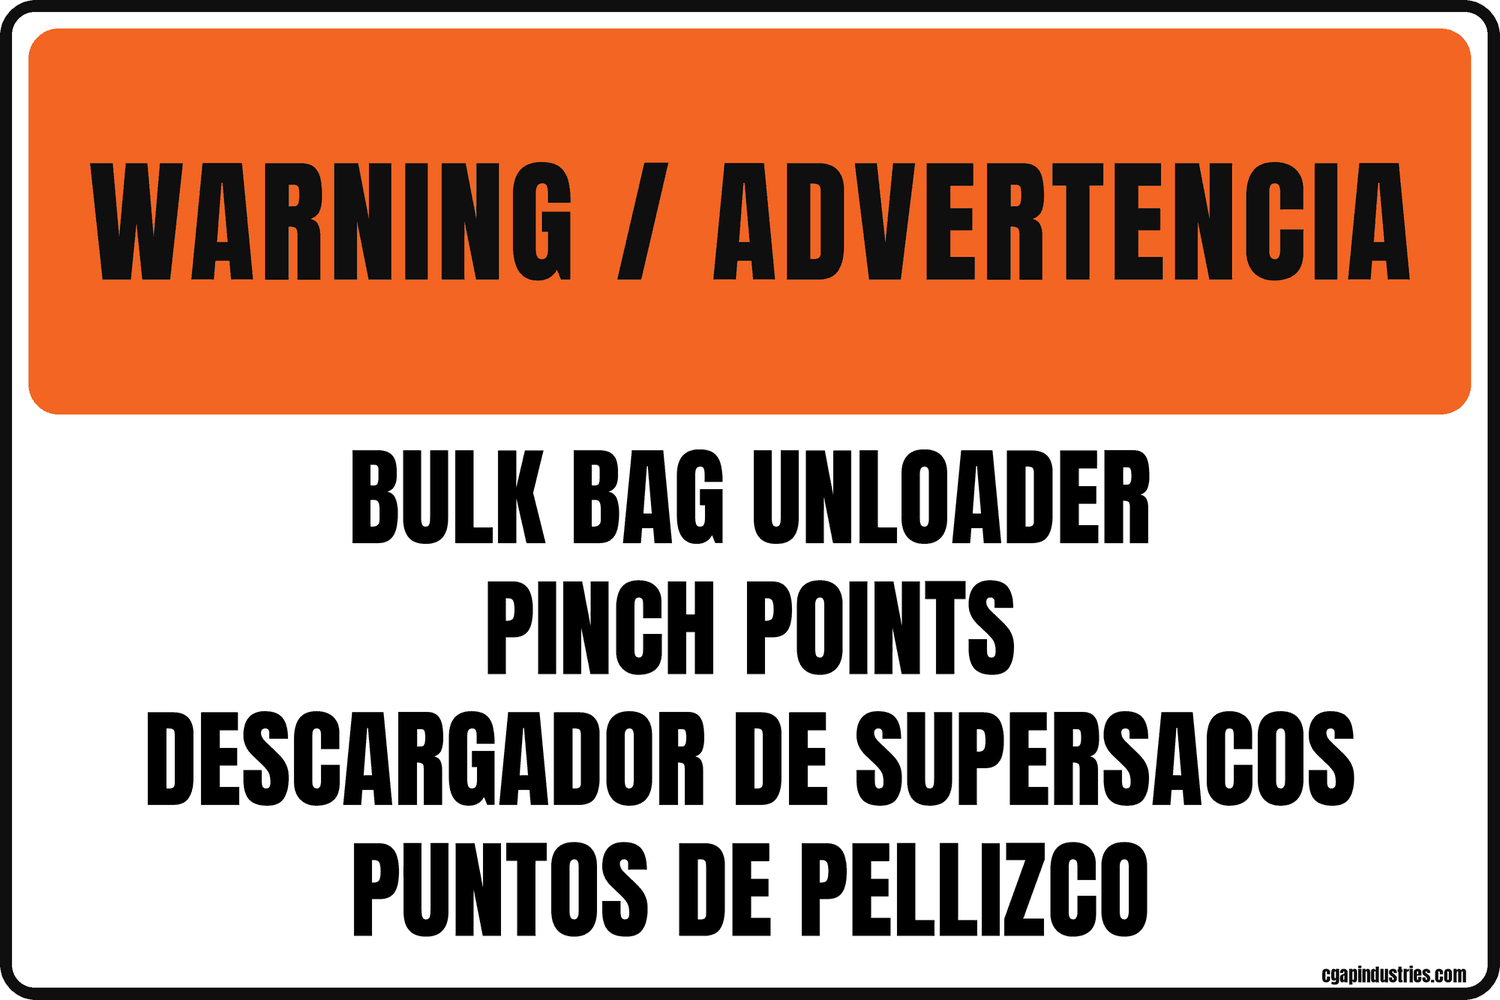 WARNING / ADVERTENCIA
BULK BAG UNLOADER
PINCH POINTS
DESCARGADOR DE SUPERSACOS
PUNTOS DE PELLIZCO
cgapindustries.com